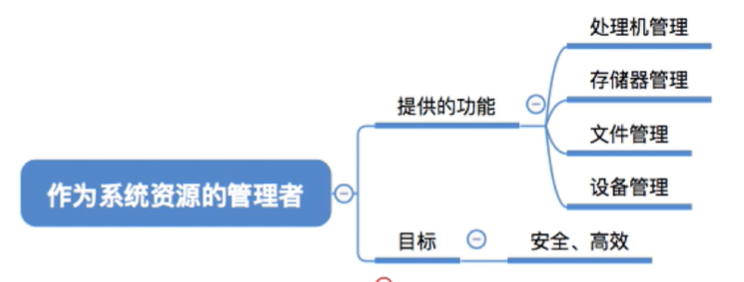 处理机管理
存储器管理
提供的功能
文件管理
设备管理
作为系统资源的管理者
目标
安全、高效